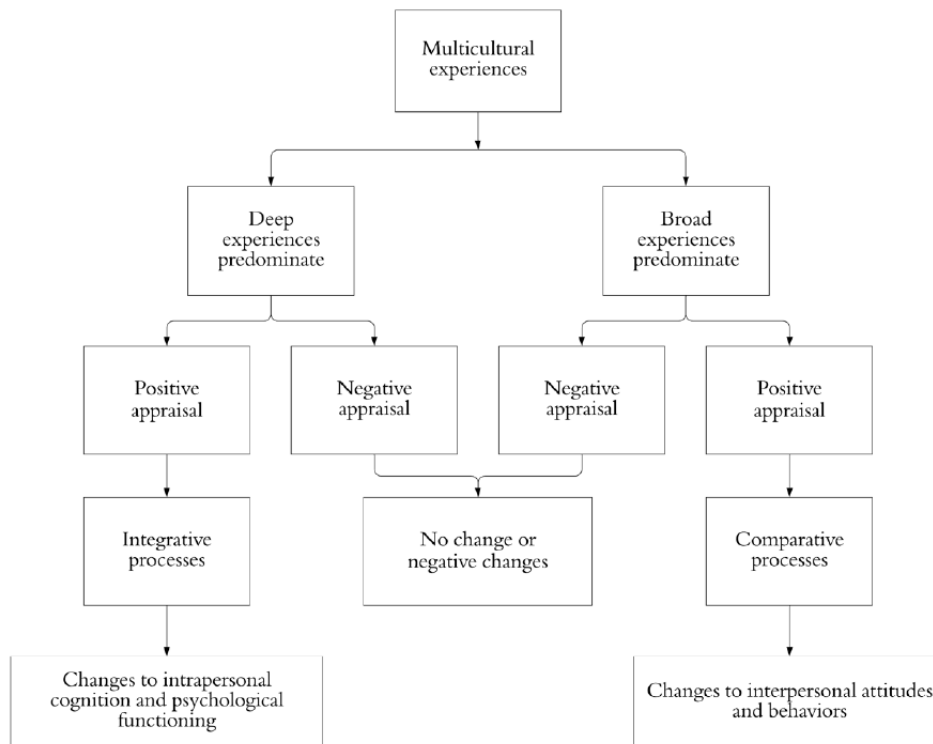 Multicultural
experiences
Deep
experiences
predominate
Broad
experiences
predominate
Positive
appraisal
Negative
appraisal
Negative
appraisal
Positive
appraisal
Integrative
processes
No change or
negative changes
Comparative
processes
Changes to intrapersonal
cognition and psychological
functioning
Changes to interpersonal attitudes
and behaviors